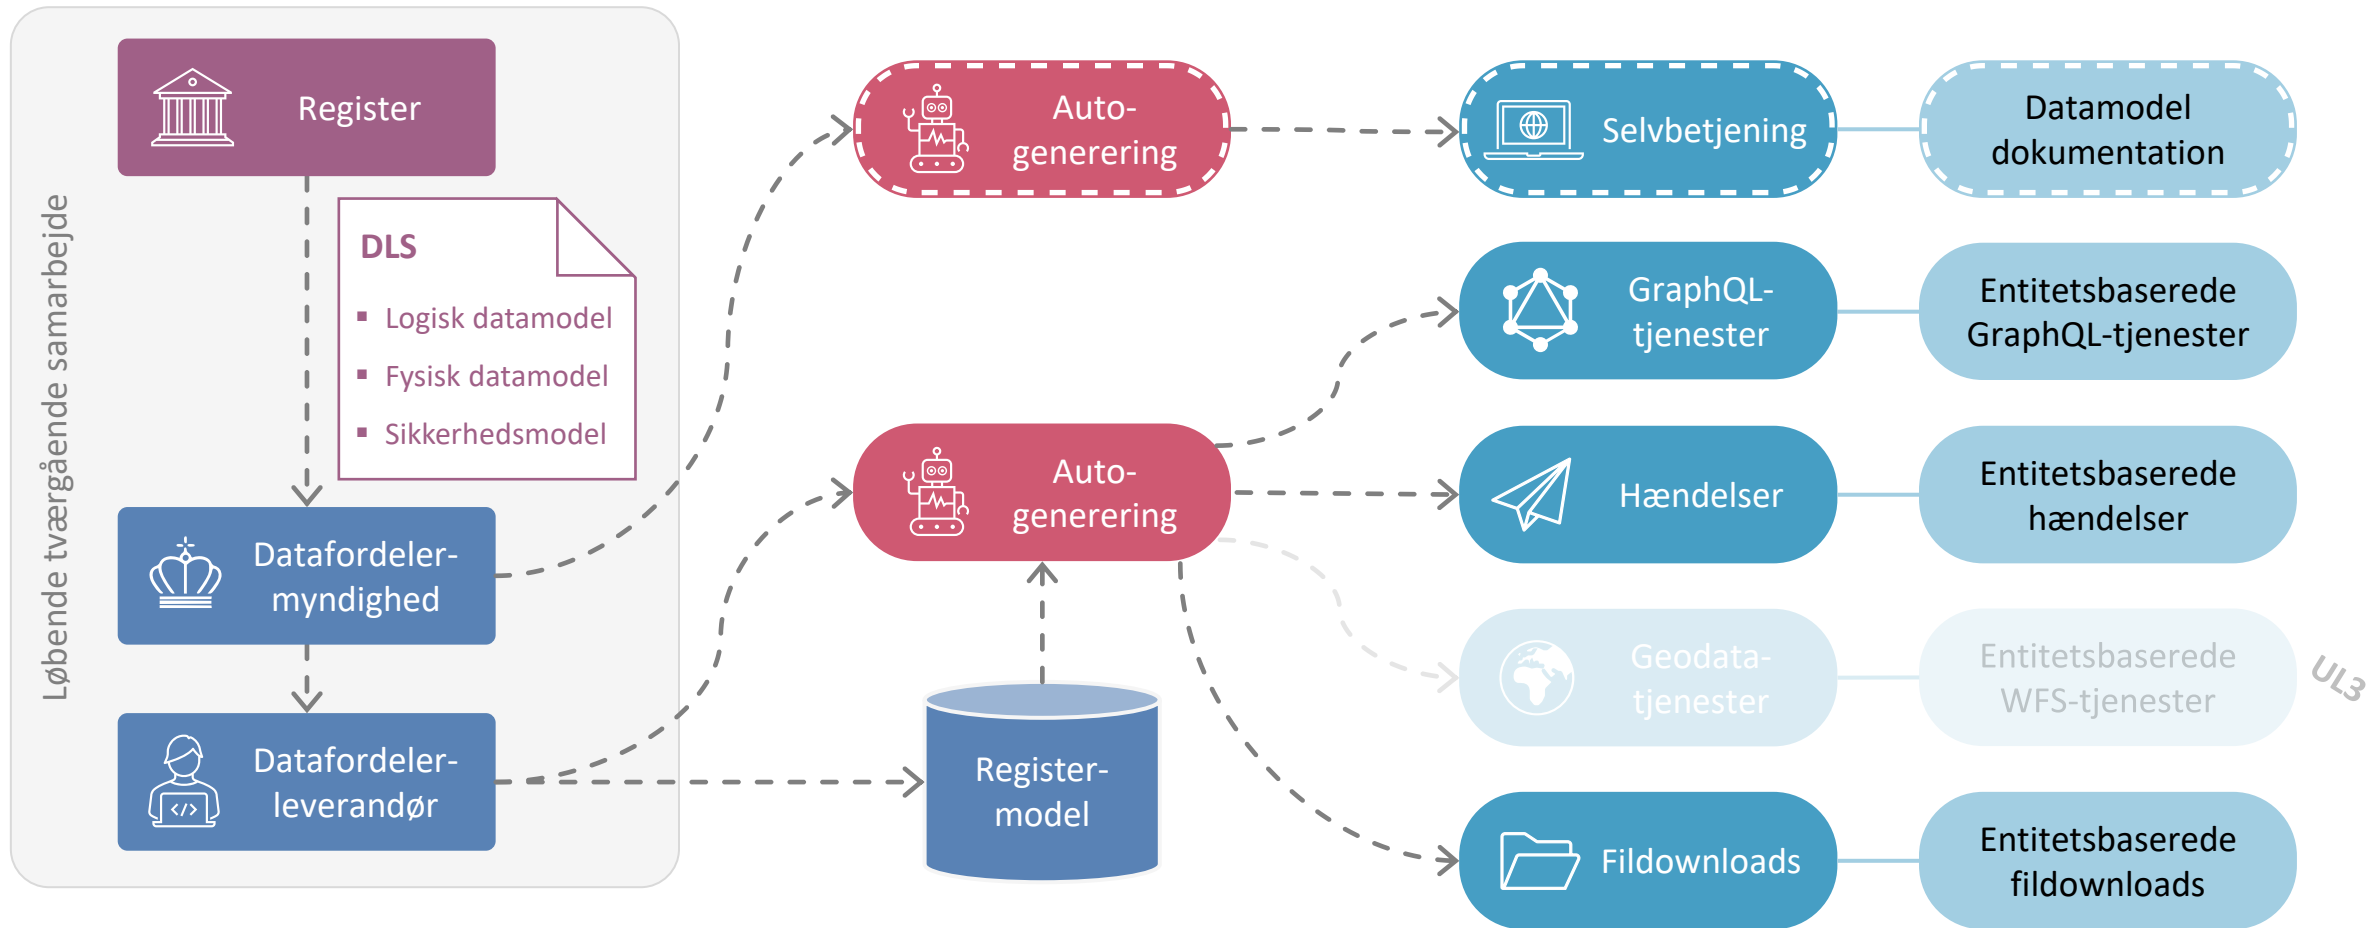 Løbende tværgående samarbejde
Register
DLS
Logisk datamodel
Fysisk datamodel
Sikkerhedsmodel
Datafordeler-
myndighed
Datafordeler-
leverandør
Auto-
generering
Auto-
generering
Register-
model
Selvbetjening
Datamodel
dokumentation
GraphQL-
tjenester
Entitetsbaserede
GraphQL-tjenester
Hændelser
Entitetsbaserede
hændelser
Geodata-
tjenester
Entitetsbaserede
WFS-tjenester
UL3
Fildownloads
Entitetsbaserede
fildownloads